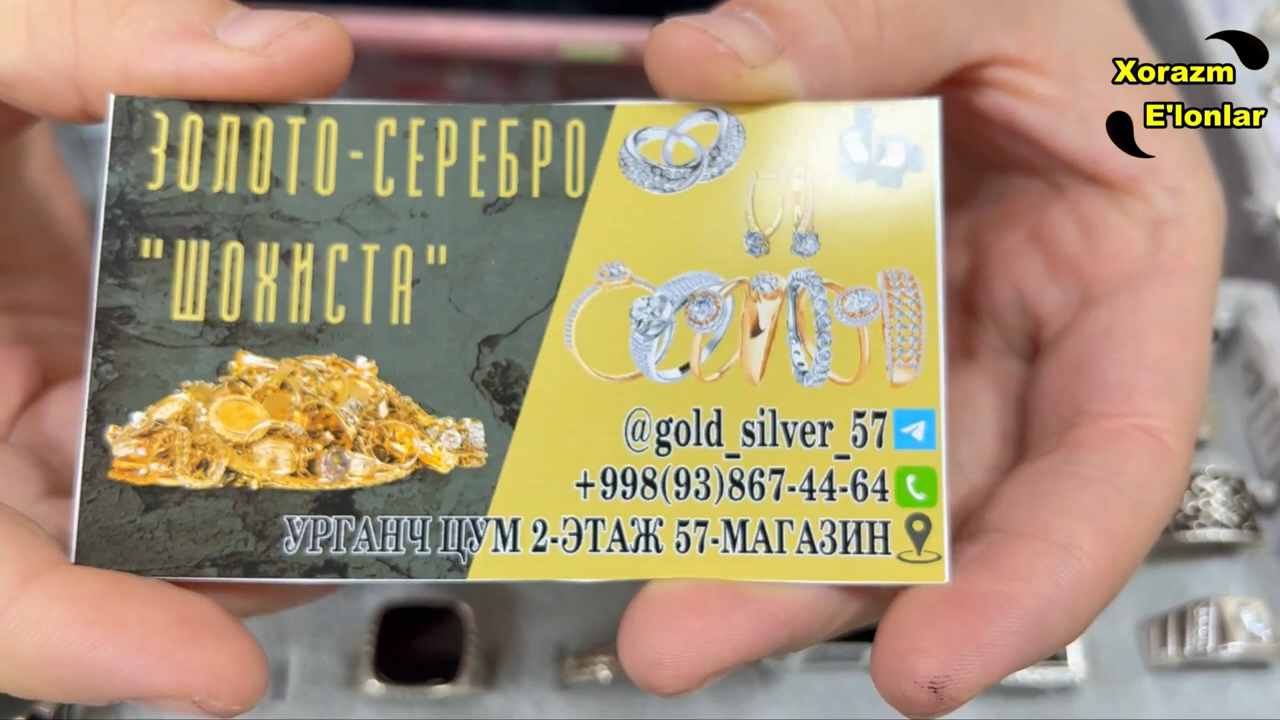 ЗОЛОТО-СЕРЕБРО
"ШОХИСТА"
@gold_silver_57
+998(93)867-44-64
УРГАНЧ ЦУМ 2-ЭТАЖ 57-МАГАЗИН
Xorazm
E'lonlar